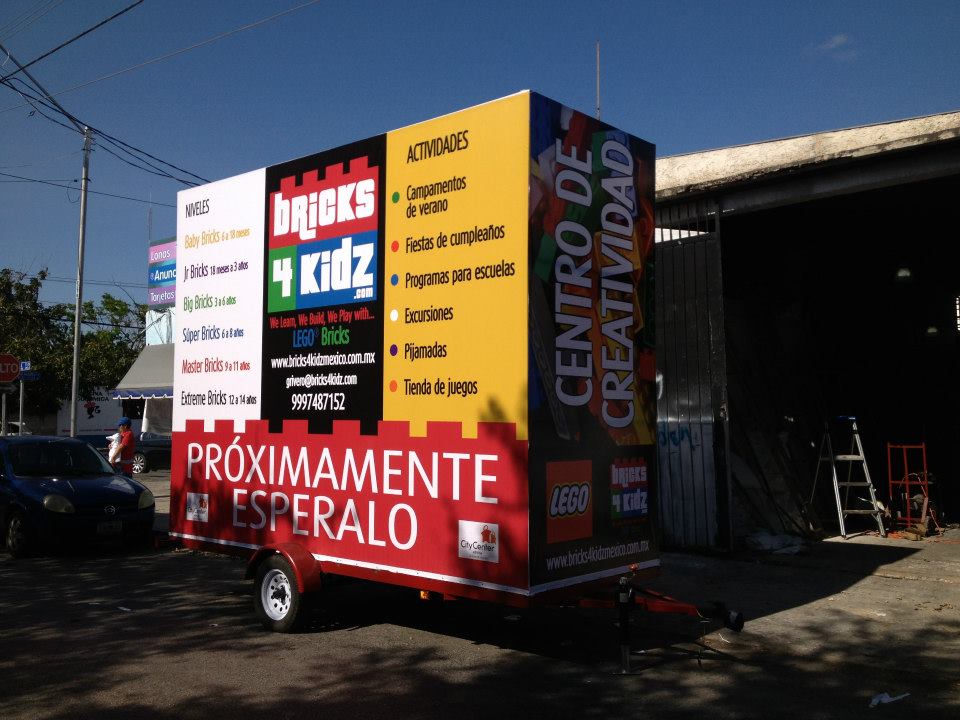 NIVELES
Baby Bricks 6 a 18 meses
Jr Bricks 18 meses a 3 años
Big Bricks 3 a 6 años
Súper Bricks 6 a 8 años
Master Bricks 9 a 11 años
Extreme Bricks 12 a 14 años
BRICKS
4 KiDZ
.com
We Learn, We Build, We Play with...
LEGO® Bricks
www.bricks4kidzmexico.com.mx
grivero@bricks4kidz.com
9997487152
ACTIVIDADES
Campamentos
de verano
Fiestas de cumpleaños
Programas para escuelas
Excursiones
Pijamadas
Tienda de juegos
PRÓXIMAMENTE
ESPERALO
CityCenter
CENTRO DE
CREATIVIDAD
LEGO
BRICKS
4 KiDZ
www.bricks4kidzmexico.com.mx
Lonas
Anunc
Tarjetas
ALTO